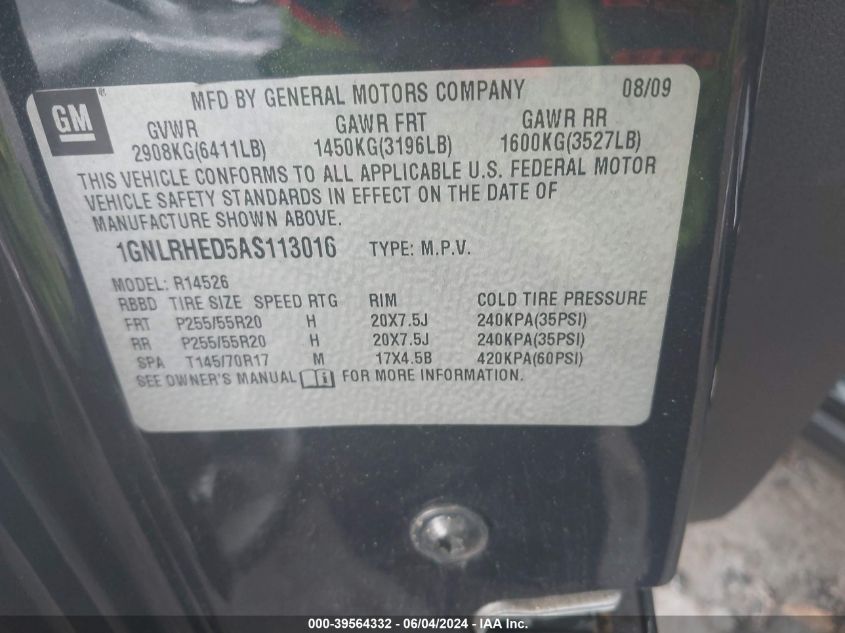 GM
MFD BY GENERAL MOTORS COMPANY 08/09
GVWR GAWR FRT GAWR RR
2908KG(6411LB) 1450KG(3196LB) 1600KG(3527LB)
THIS VEHICLE CONFORMS TO ALL APPLICABLE U.S. FEDERAL MOTOR
VEHICLE SAFETY STANDARDS IN EFFECT ON THE DATE OF
MANUFACTURE SHOWN ABOVE.
1GNLRHED5AS113016 TYPE: M.P.V.
MODEL: R14526
RBBD TIRE SIZE SPEED RTG RIM COLD TIRE PRESSURE
FRT P255/55R20 H 20X7.5J 240KPA(35PSI)
RR P255/55R20 H 20X7.5J 240KPA(35PSI)
SPA T145/70R17 M 17X4.5B 420KPA(60PSI)
SEE OWNER'S MANUAL i FOR MORE INFORMATION.
000-39564332 - 06/04/2024 - IAA Inc.